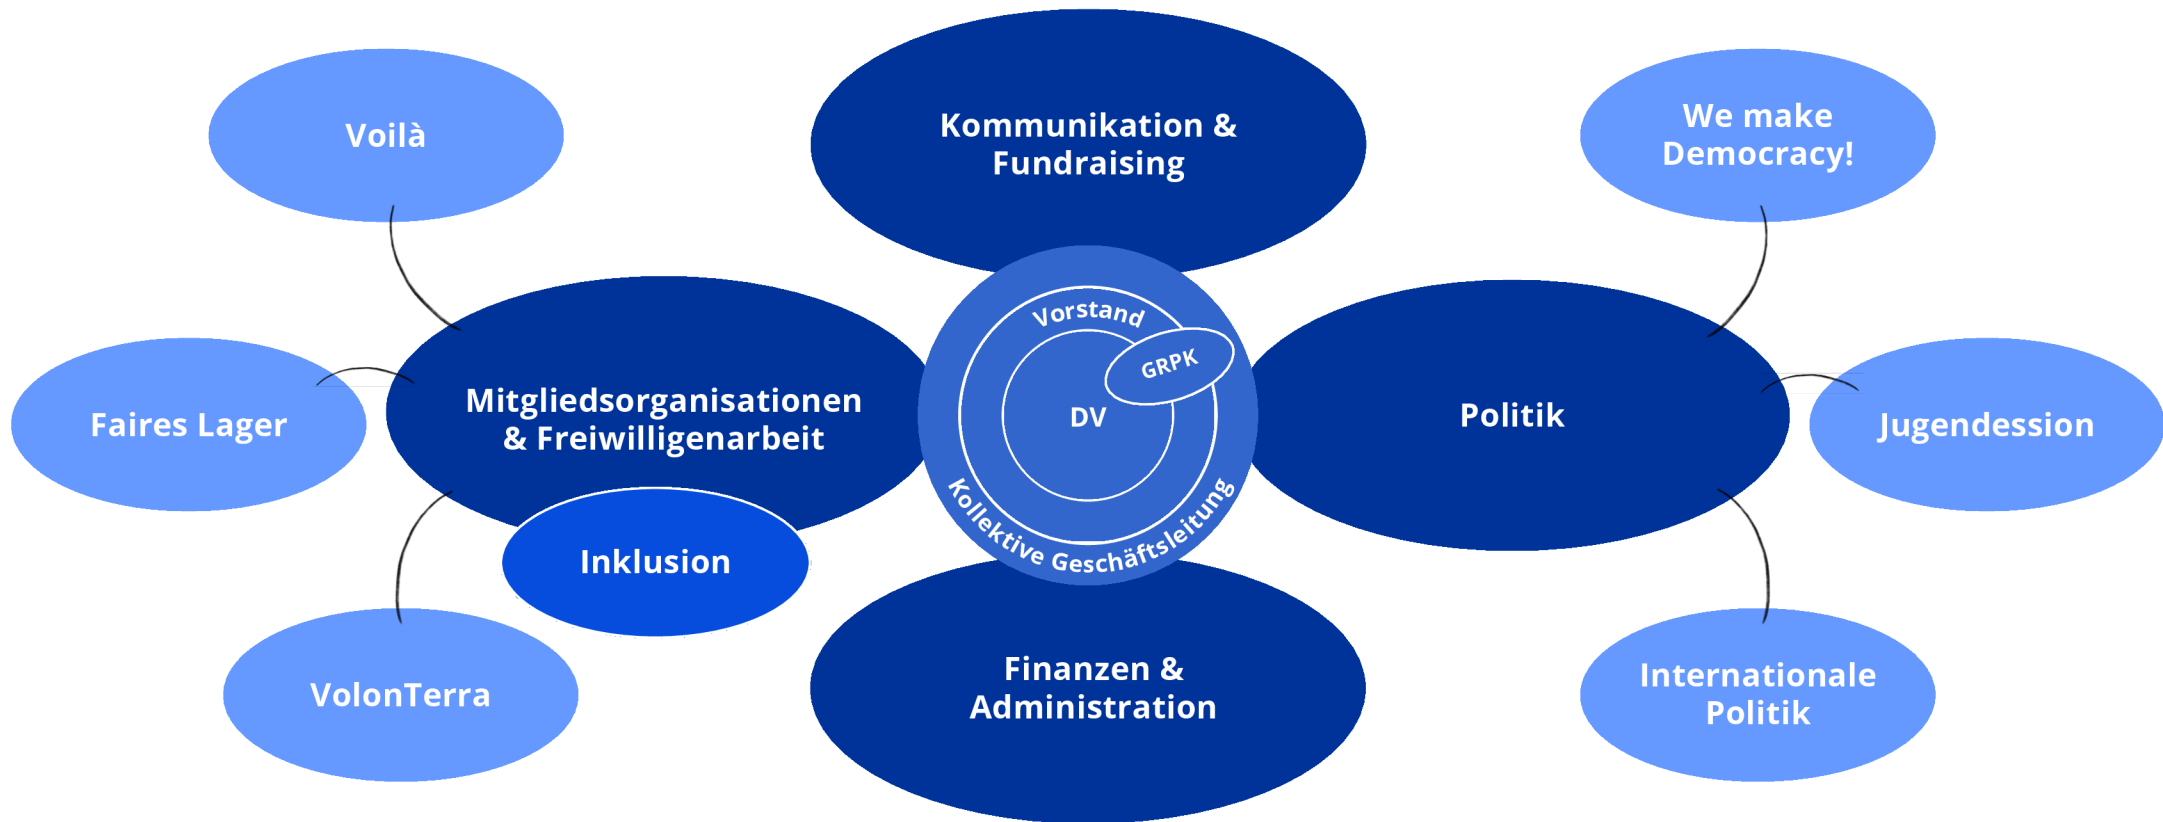 Voilà
Kommunikation &
Fundraising
We make
Democracy!
Faires Lager
Mitgliedsorganisationen
& Freiwilligenarbeit
Inklusion
VolonTerra
Vorstand
GRPK
DV
Kollektive Geschäftsleitung
Politik
Jugendession
Finanzen &
Administration
Internationale
Politik